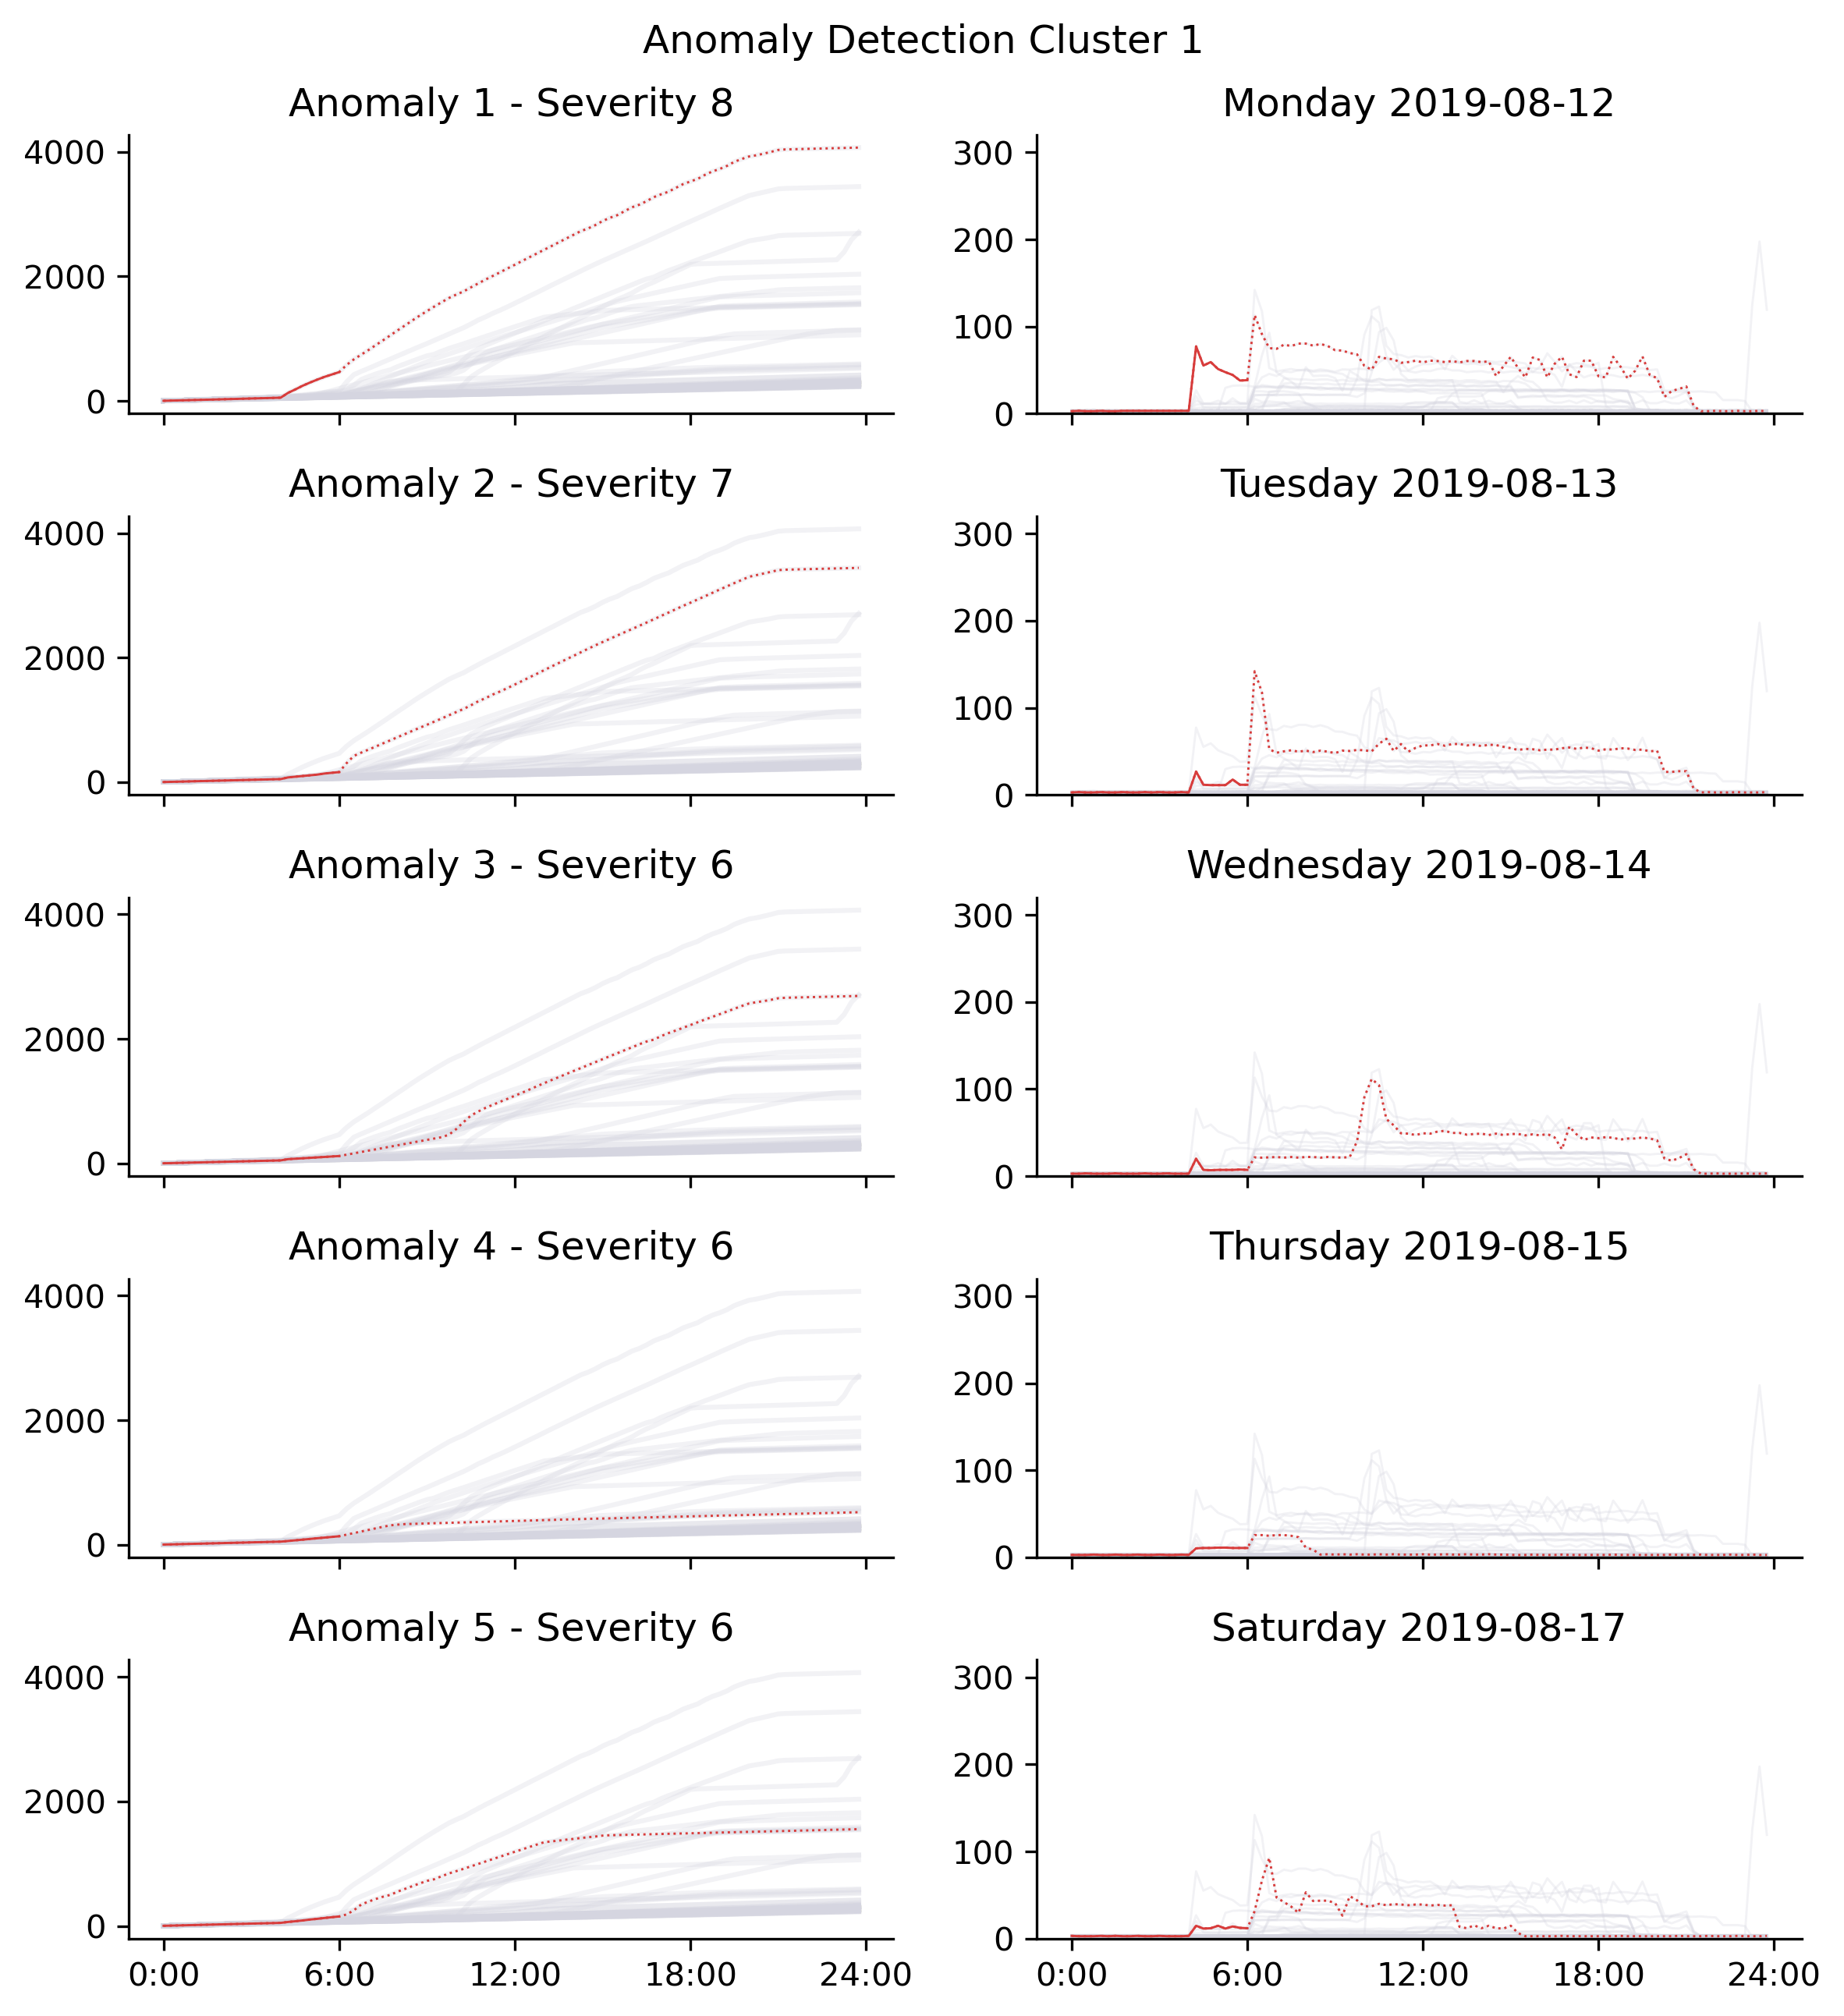 Anomaly Detection Cluster 1
Anomaly 1 - Severity 8
4000
2000
0
Monday 2019-08-12
300
200
100
0
Anomaly 2 - Severity 7
4000
2000
0
Tuesday 2019-08-13
300
200
100
0
Anomaly 3 - Severity 6
4000
2000
0
Wednesday 2019-08-14
300
200
100
0
Anomaly 4 - Severity 6
4000
2000
0
Thursday 2019-08-15
300
200
100
0
Anomaly 5 - Severity 6
4000
2000
0
0:00 6:00 12:00 18:00 24:00
Saturday 2019-08-17
300
200
100
0
0:00 6:00 12:00 18:00 24:00